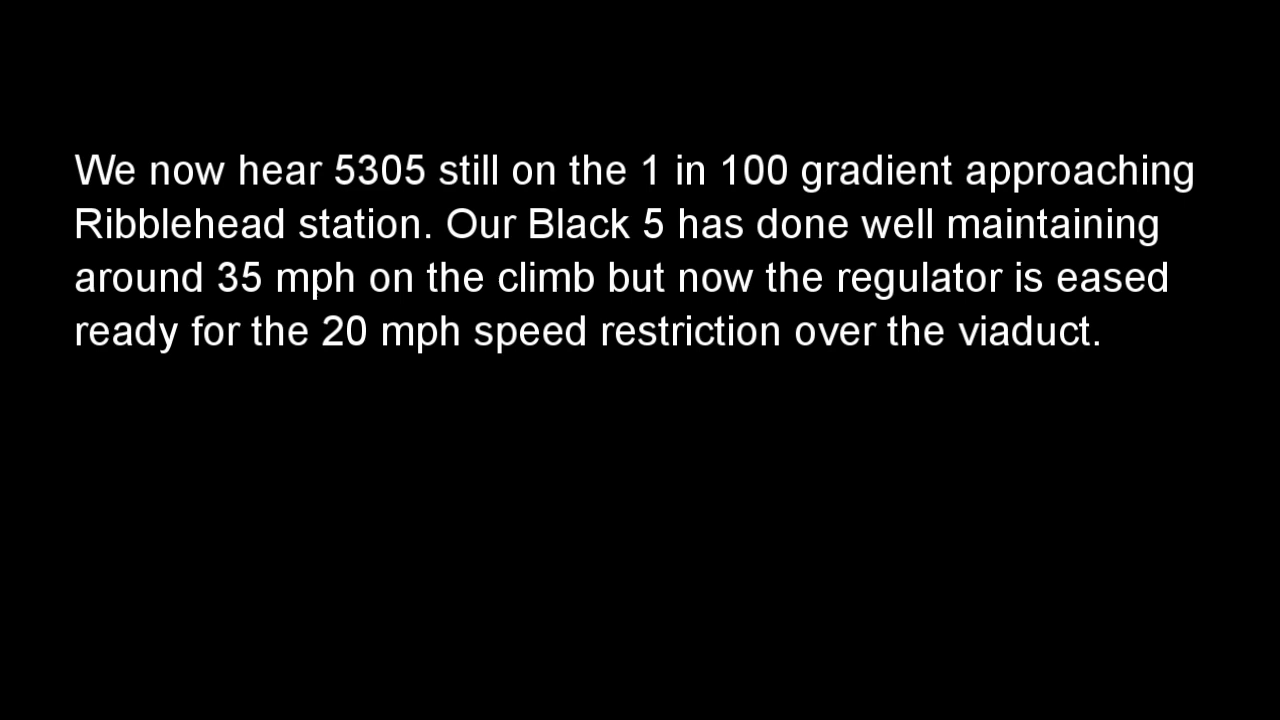 We now hear 5305 still on the 1 in 100 gradient approaching
Ribblehead station. Our Black 5 has done well maintaining
around 35 mph on the climb but now the regulator is eased
ready for the 20 mph speed restriction over the viaduct.